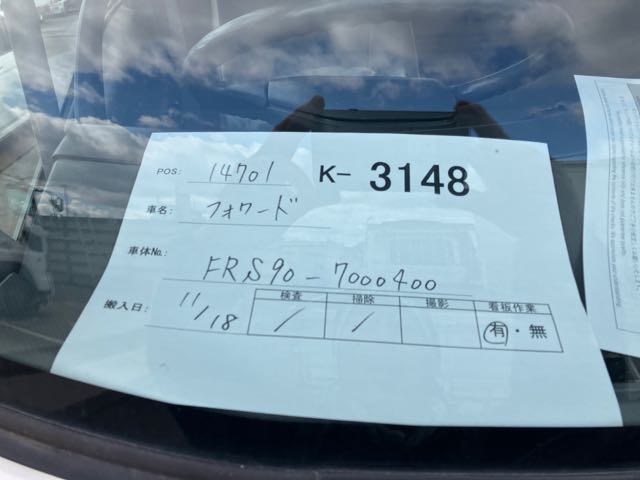 POS: 14701 K- 3148
車名: フォワード
車体No.: FRS90-7000400
搬入日: 11/18
検査 掃除 撮影 看板作業
/ / 有・無